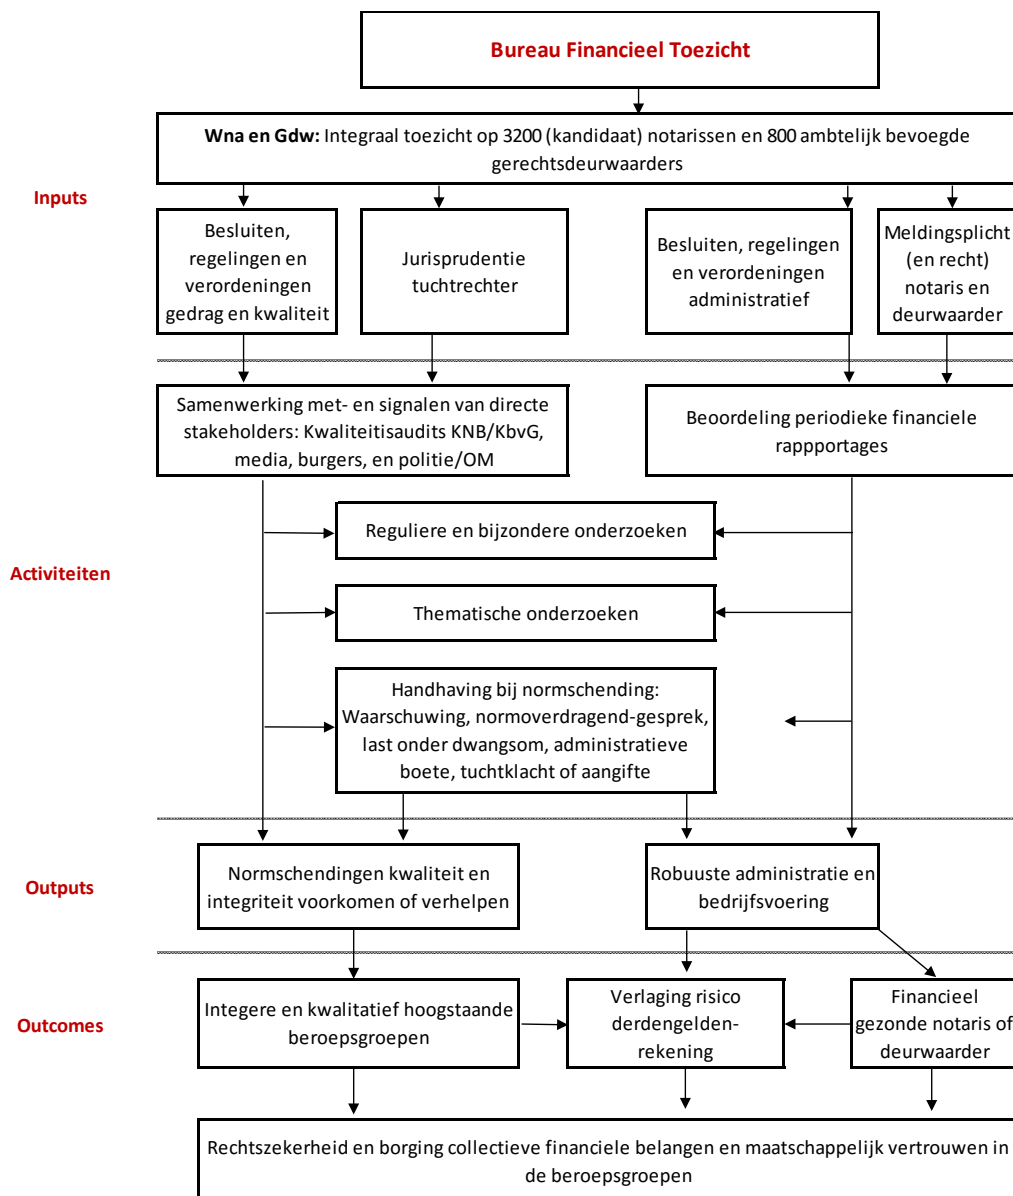 Bureau Financieel Toezicht
Wna en Gdw: Integraal toezicht op 3200 (kandidaat) notarissen en 800 ambtelijk bevoegde
gerechtsdeurwaarders
Inputs
Besluiten,
regelingen en
verordeningen
gedrag en kwaliteit
Jurisprudentie
tuchtrechter
Besluiten, regelingen
en verordeningen
administratief
Meldingsplicht
(en recht)
notaris en
deurwaarder
Samenwerking met- en signalen van directe
stakeholders: Kwaliteitisaudits KNB/KbvG,
media, burgers, en politie/OM
Beoordeling periodieke financiele
rappportages
Activiteiten
Reguliere en bijzondere onderzoeken
Thematische onderzoeken
Handhaving bij normschending:
Waarschuwing, normoverdragend-gesprek,
last onder dwangsom, administratieve
boete, tuchtklacht of aangifte
Outputs
Normschendingen kwaliteit en
integriteit voorkomen of verhelpen
Robuuste administratie en
bedrijfsvoering
Outcomes
Integere en kwalitatief hoogstaande
beroepsgroepen
Verlaging risico
derdengelden-
rekening
Financieel
gezonde notaris of
deurwaarder
Rechtszekerheid en borging collectieve financiele belangen en maatschappelijk vertrouwen in
de beroepsgroepen